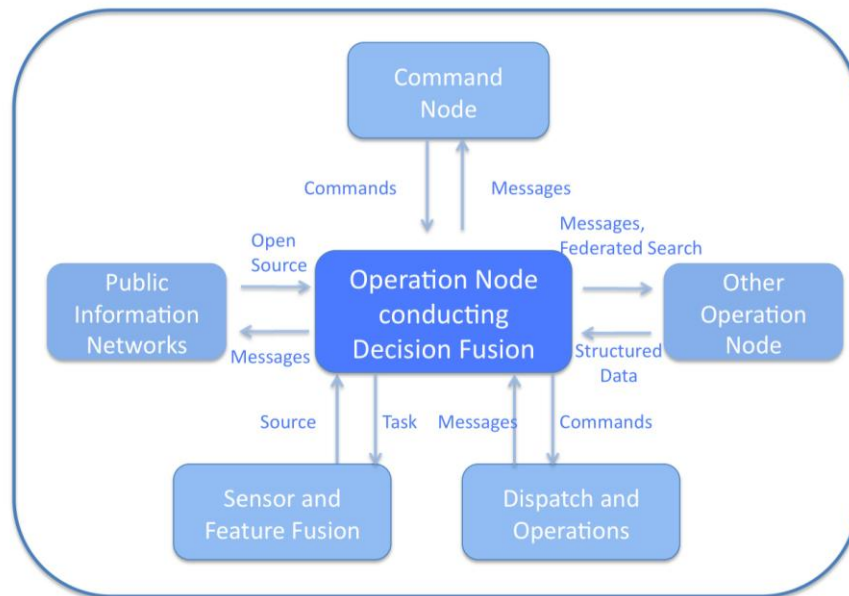 Command
Node
Commands
Messages
Messages,
Federated Search
Open
Source
Public
Information
Networks
Operation Node
conducting
Decision Fusion
Other
Operation
Node
Messages
Structured
Data
Source
Task
Messages
Commands
Sensor and
Feature Fusion
Dispatch and
Operations